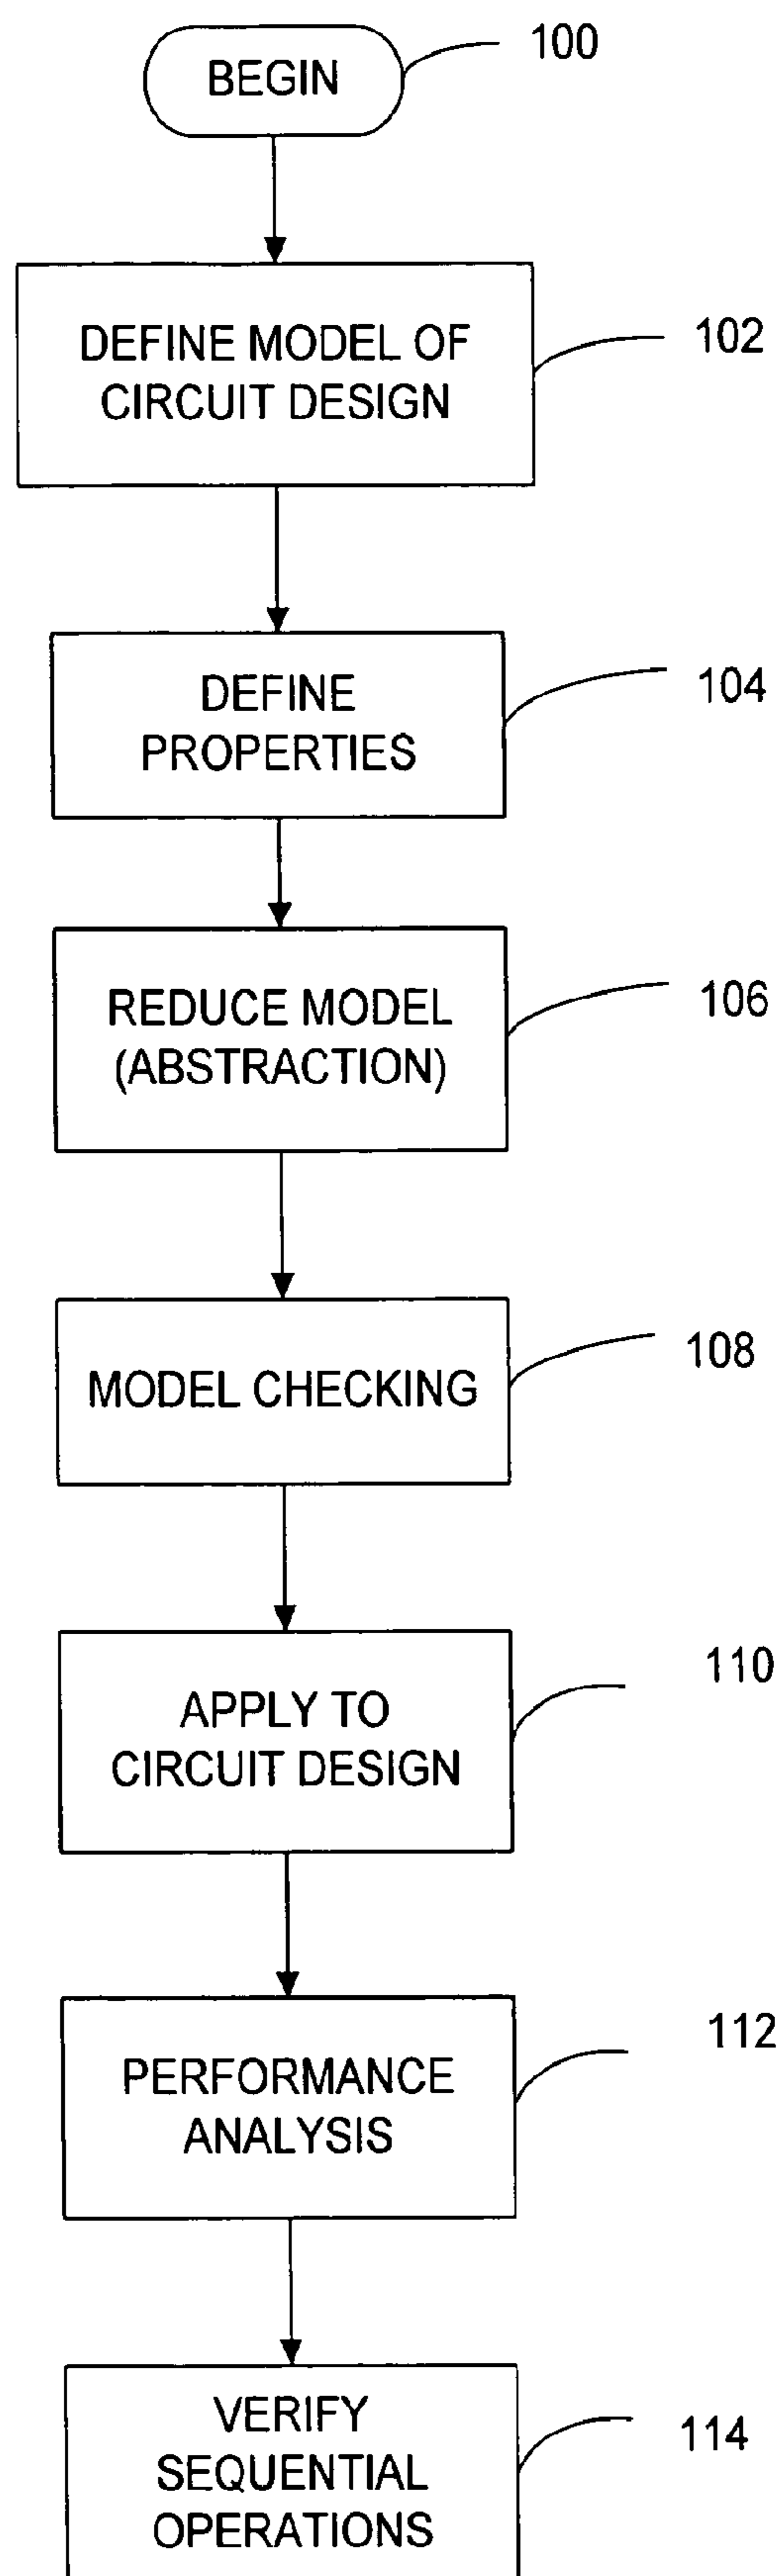 BEGIN
100
DEFINE MODEL OF
CIRCUIT DESIGN
102
DEFINE
PROPERTIES
104
REDUCE MODEL
(ABSTRACTION)
106
MODEL CHECKING
108
APPLY TO
CIRCUIT DESIGN
110
PERFORMANCE
ANALYSIS
112
VERIFY
SEQUENTIAL
OPERATIONS
114